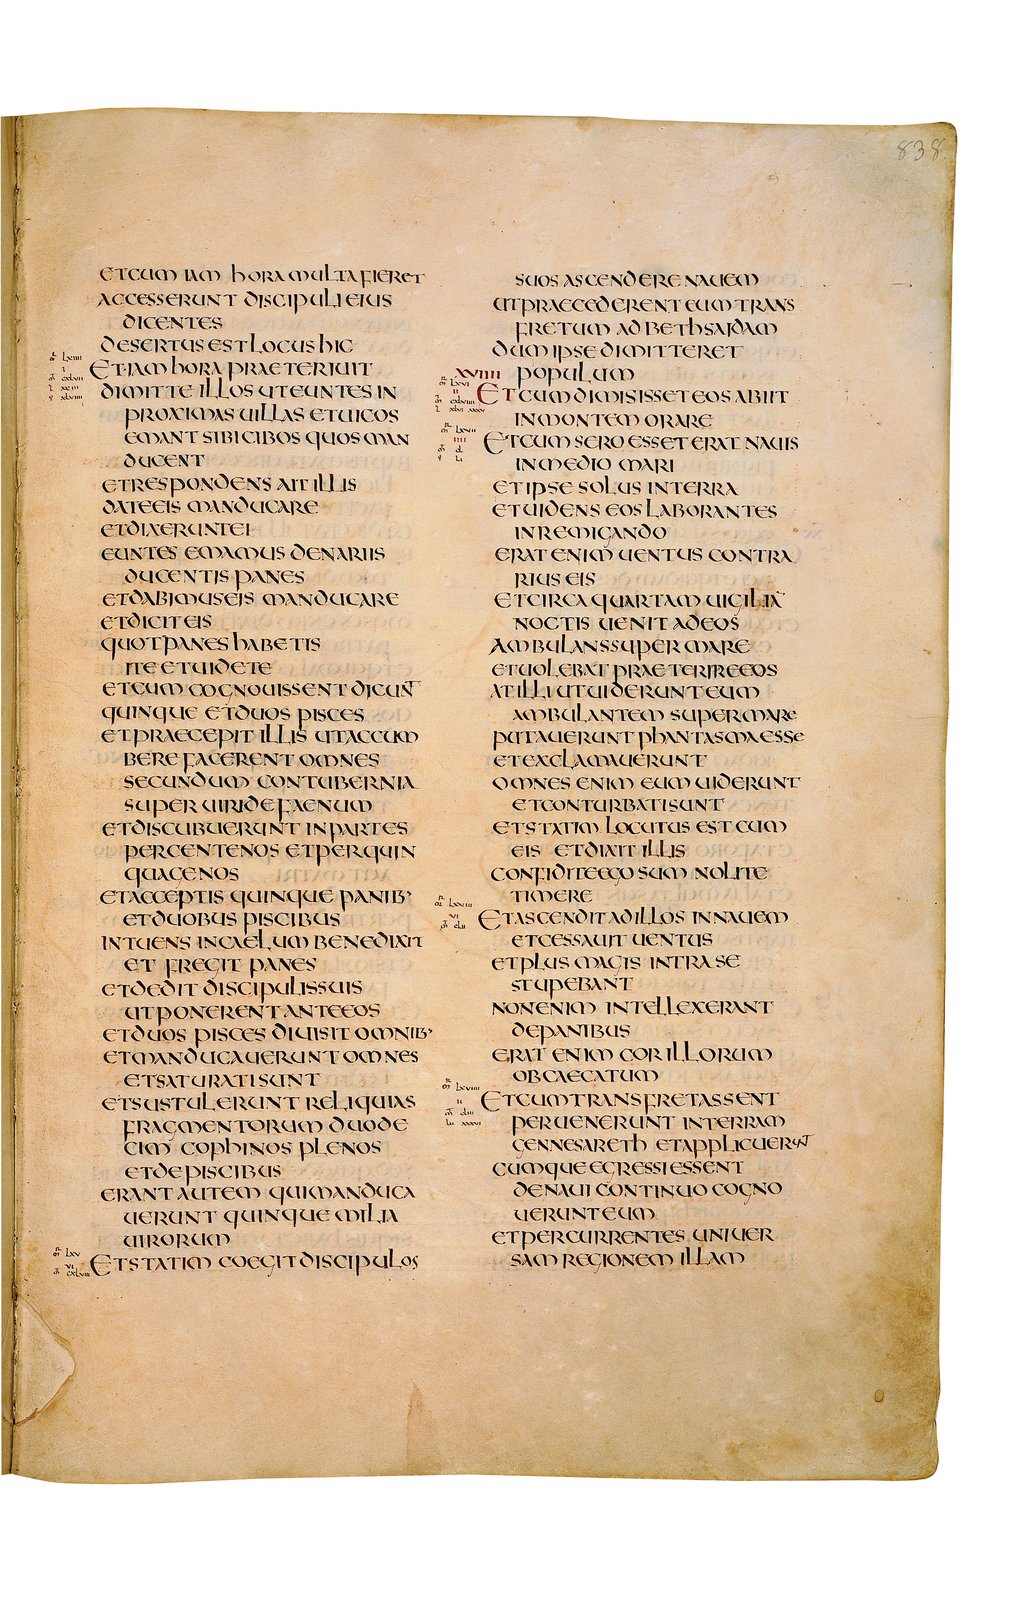 838
ET CUM IAM HORA MULTA FIERET
ACCESSERUNT DISCIPULI EIUS
DICENTES
DESERTUS EST LOCUS HIC
ET IAM HORA PRAETERIUIT
DIMITTE ILLOS UT EUNTES IN
PROXIMAS UILLAS ET UICOS
EMANT SIBI CIBOS QUOS MAN
DUCENT
ET RESPONDENS AIT ILLIS
DATE EIS MANDUCARE
ET DIXERUNT EI
EUNTES EMAMUS DENARIIS
DUCENTIS PANES
ET DABIMUS EIS MANDUCARE
ET DICIT EIS
QUOT PANES HABETIS
ITE ET UIDETE
ET CUM COGNOUISSENT DICUNT
QUINQUE ET DUOS PISCES
ET PRAECEPIT ILLIS UT ACCUM
BERE FACERENT OMNES
SECUNDUM CONTUBERNIA
SUPER UIRIDE FAENUM
ET DISCUBUERUNT IN PARTES
PER CENTENOS ET PER QUIN
QUAGENOS
ET ACCEPTIS QUINQUE PANIB'
ET DUOBUS PISCIBUS
INTUENS IN CAELUM BENEDIXIT
ET FREGIT PANES
ET DEDIT DISCIPULIS SUIS
UT PONERENT ANTE EOS
ET DUOS PISCES DIUISIT OMNIB'
ET MANDUCAUERUNT OMNES
ET SATURATI SUNT
ET SUSTULERUNT RELIQUIAS
FRAGMENTORUM DUODE
CIM COPHINOS PLENOS
ET DE PISCIBUS
ERANT AUTEM QUI MANDUCA
UERUNT QUINQUE MILIA
UIRORUM
ET STATIM COEGIT DISCIPULOS
SUOS ASCENDERE NAUEM
UT PRAECEDERENT EUM TRANS
FRETUM AD BETHSAIDAM
DUM IPSE DIMITTERET
XVIIII POPULUM
ET CUM DIMISISSET EOS ABIIT
IN MONTEM ORARE
ET CUM SERO ESSET ERAT NAUIS
IN MEDIO MARI
ET IPSE SOLUS IN TERRA
ET UIDENS EOS LABORANTES
IN REMIGANDO
ERAT ENIM UENTUS CONTRA
RIUS EIS
ET CIRCA QUARTAM UIGILIA
NOCTIS UENIT AD EOS
AMBULANS SUPER MARE
ET UOLEBAT PRAETERIRE EOS
AT ILLI UT UIDERUNT EUM
AMBULANTEM SUPER MARE
PUTAUERUNT PHANTASMA ESSE
ET EXCLAMAUERUNT
OMNES ENIM EUM UIDERUNT
ET CONTURBATI SUNT
ET STATIM LOCUTUS EST CUM
EIS ET DIXIT ILLIS
CONFIDITE EGO SUM NOLITE
TIMERE
ET ASCENDIT AD ILLOS IN NAUEM
ET CESSAUIT UENTUS
ET PLUS MAGIS INTRA SE
STUPEBANT
NON ENIM INTELLEXERANT
DE PANIBUS
ERAT ENIM COR ILLORUM
OBCAECATUM
ET CUM TRANSFRETASSENT
PERUENERUNT IN TERRAM
GENNESARETH ET APPLICUERUNT
CUMQUE EGRESSI ESSENT
DE NAUI CONTINUO COGNO
UERUNT EUM
ET PERCURRENTES UNIUER
SAM REGIONEM ILLAM